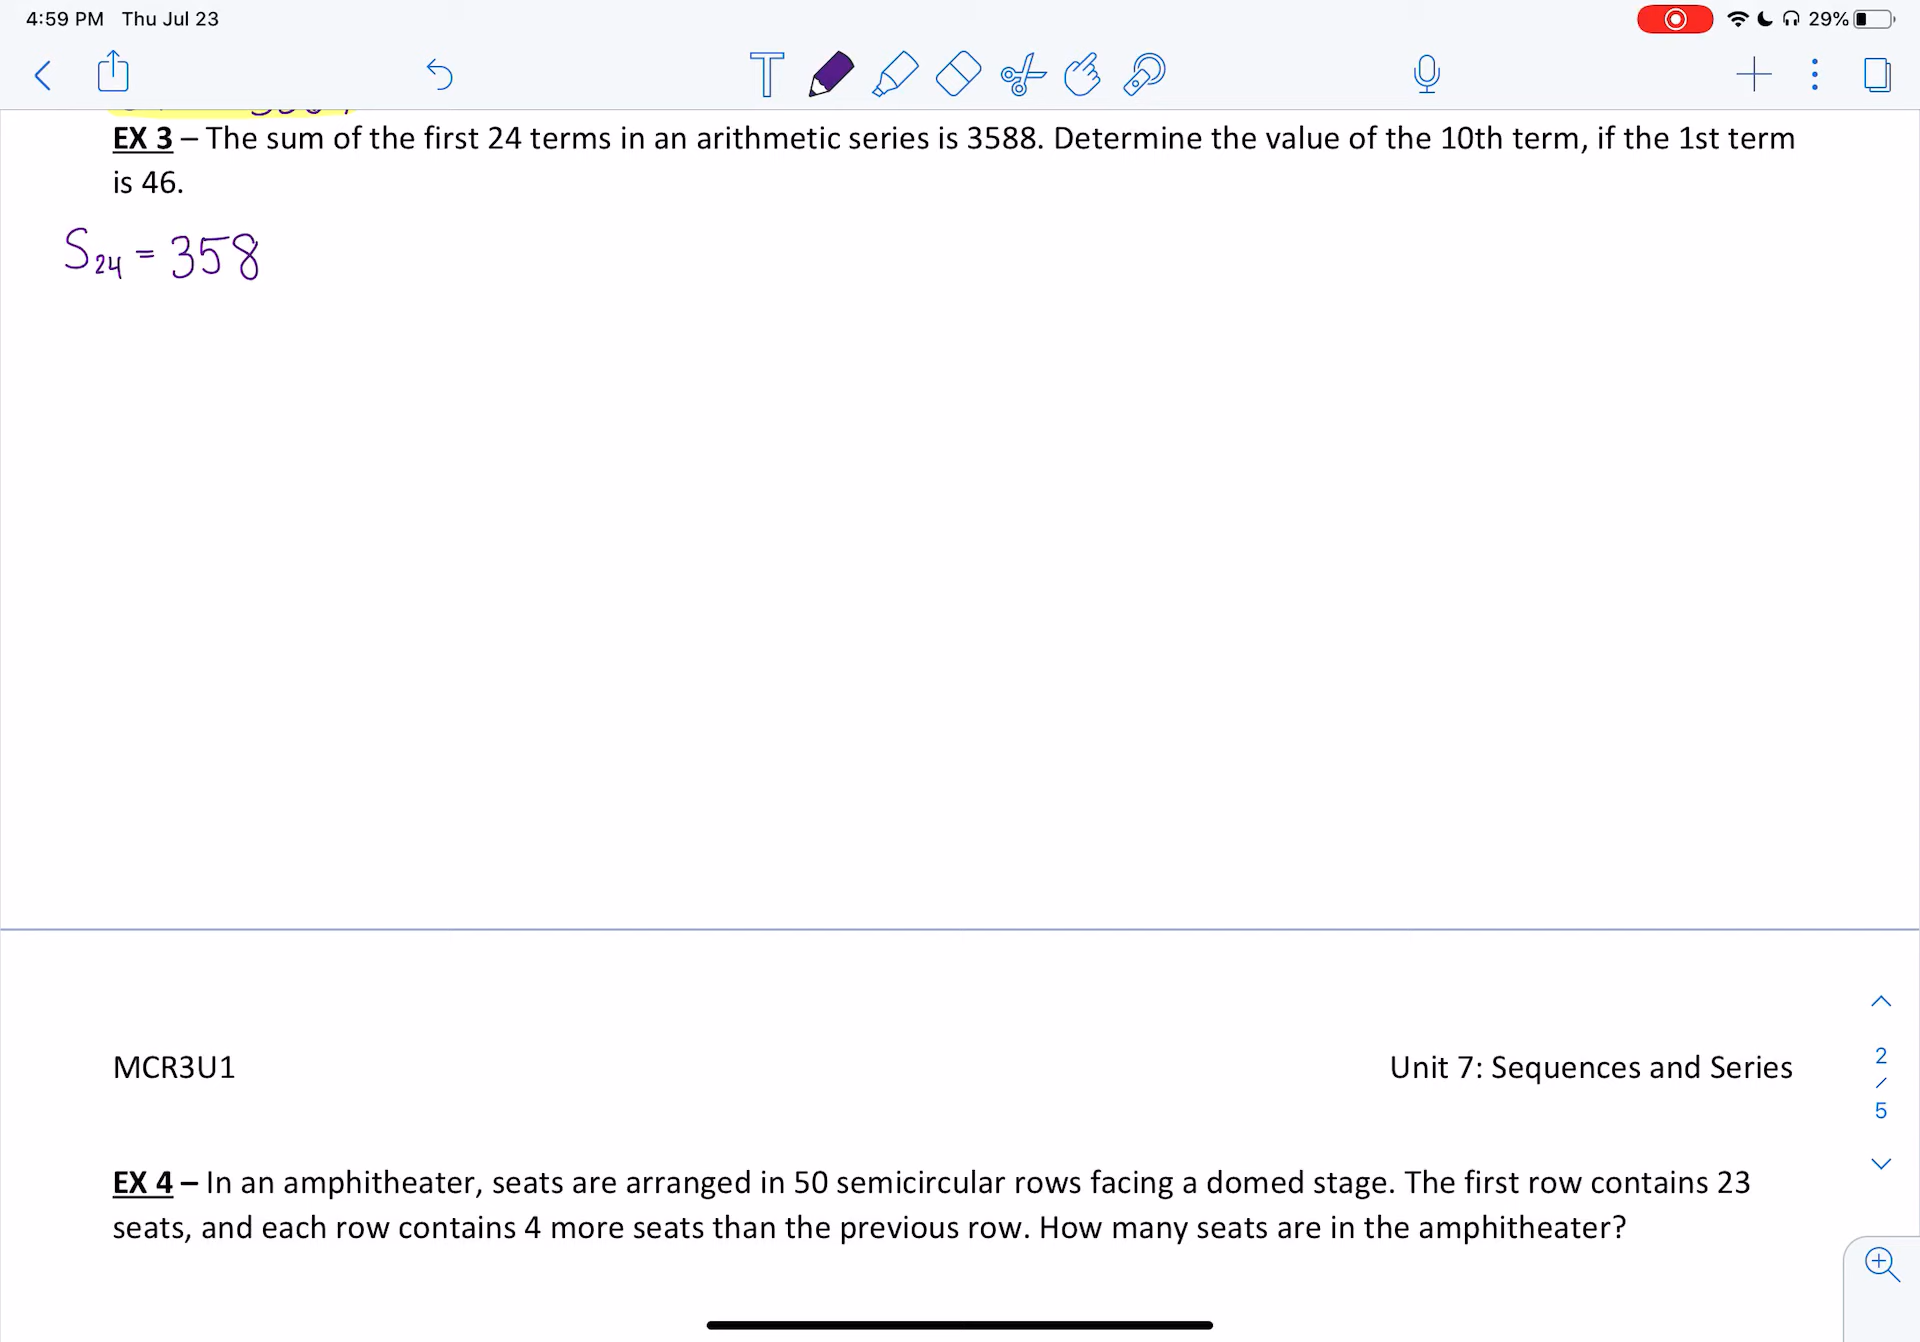 4:59 PM Thu Jul 23
29%
EX 3 – The sum of the first 24 terms in an arithmetic series is 3588. Determine the value of the 10th term, if the 1st term
is 46.
S₂₄ = 358
MCR3U1
Unit 7: Sequences and Series
2
/
5
EX 4 – In an amphitheater, seats are arranged in 50 semicircular rows facing a domed stage. The first row contains 23
seats, and each row contains 4 more seats than the previous row. How many seats are in the amphitheater?